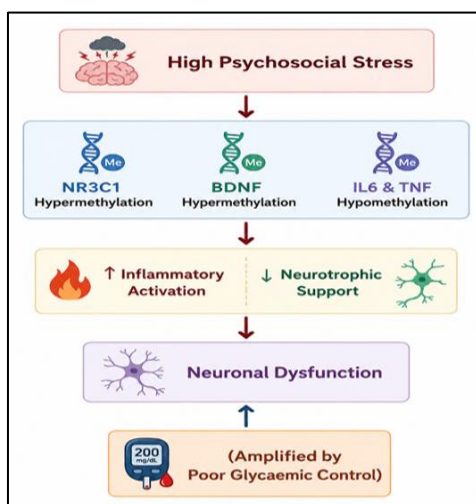 High Psychosocial Stress
Me
NR3C1
Hypermethylation
Me
BDNF
Hypermethylation
Me
IL6 & TNF
Hypomethylation
↑ Inflammatory
Activation
↓ Neurotrophic
Support
Neuronal Dysfunction
200
mg/dL
(Amplified by
Poor Glycaemic Control)